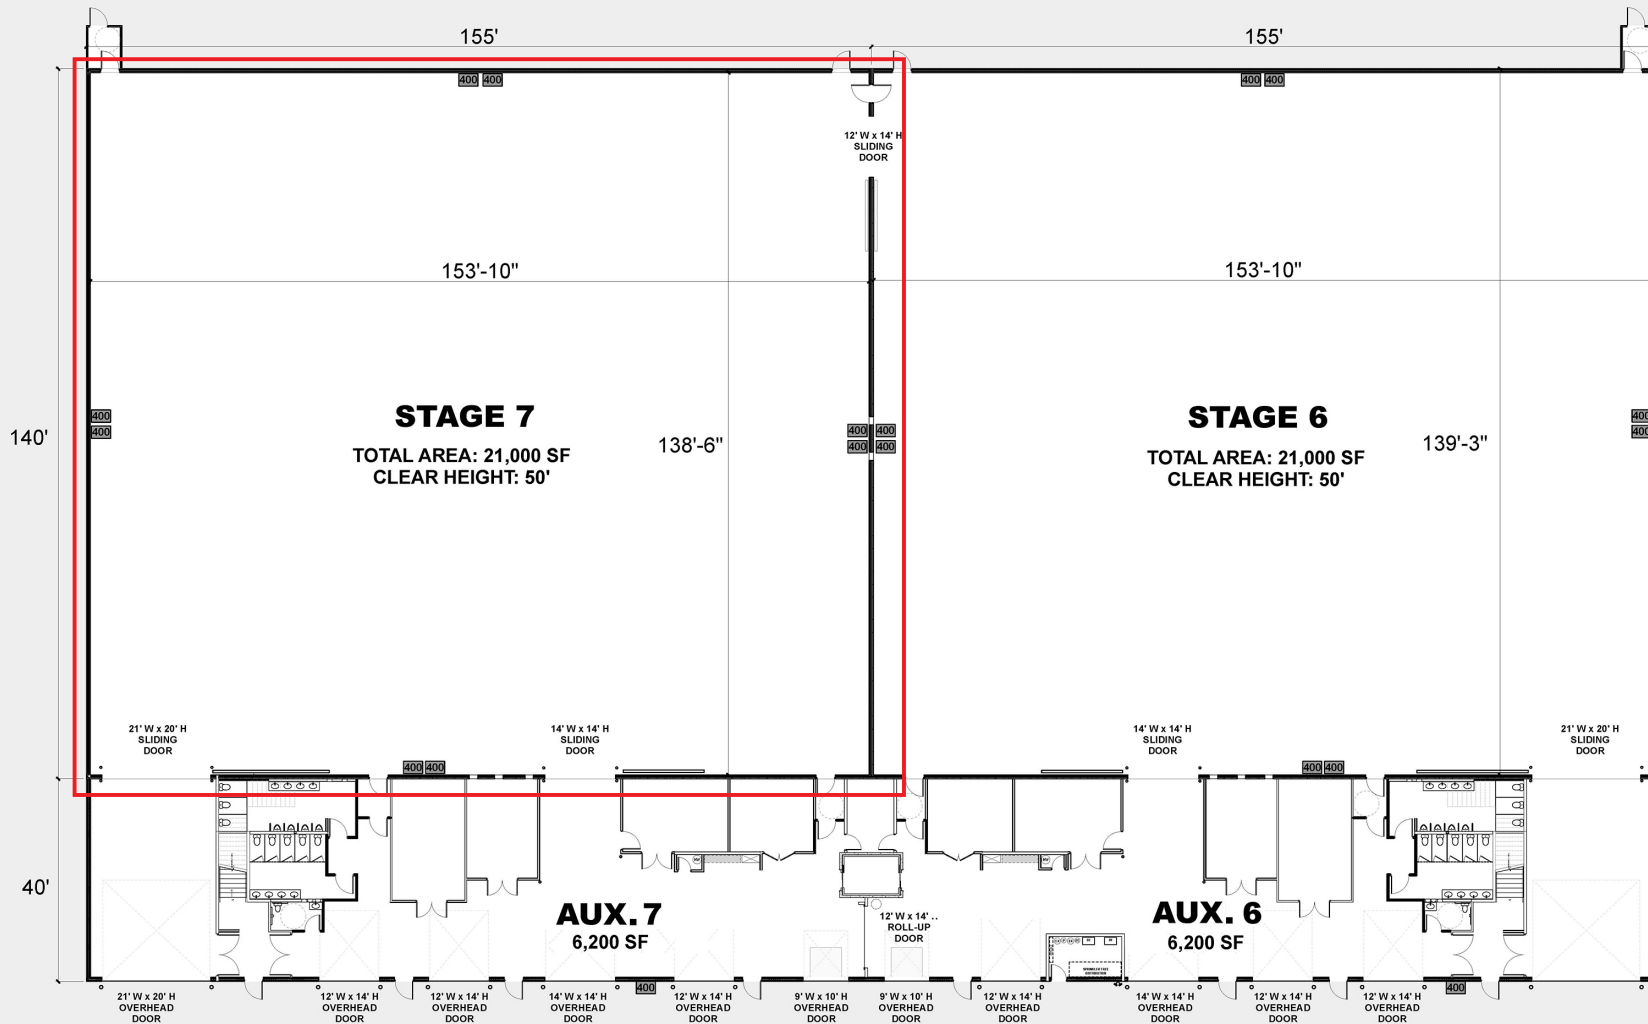 155'
155'
400 400
400 400
12' W x 14' H
SLIDING
DOOR
153'-10"
153'-10"
STAGE 7
TOTAL AREA: 21,000 SF
CLEAR HEIGHT: 50'
138'-6"
STAGE 6
TOTAL AREA: 21,000 SF
CLEAR HEIGHT: 50'
139'-3"
140'
400
400
400 400
400 400
400
400
21' W x 20' H
SLIDING
DOOR
14' W x 14' H
SLIDING
DOOR
14' W x 14' H
SLIDING
DOOR
21' W x 20' H
SLIDING
DOOR
400 400
400 400
40'
AUX. 7
6,200 SF
12' W x 14' ..
ROLL-UP
DOOR
AUX. 6
6,200 SF
400
400
21' W x 20' H
OVERHEAD
DOOR
12' W x 14' H
OVERHEAD
DOOR
12' W x 14' H
OVERHEAD
DOOR
14' W x 14' H
OVERHEAD
DOOR
12' W x 14' H
OVERHEAD
DOOR
9' W x 10' H
OVERHEAD
DOOR
9' W x 10' H
OVERHEAD
DOOR
12' W x 14' H
OVERHEAD
DOOR
14' W x 14' H
OVERHEAD
DOOR
12' W x 14' H
OVERHEAD
DOOR
12' W x 14' H
OVERHEAD
DOOR